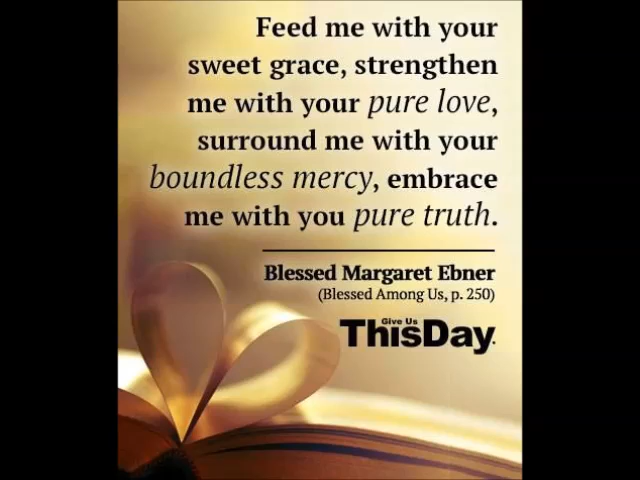 Feed me with your
sweet grace, strengthen
me with your pure love,
surround me with your
boundless mercy, embrace
me with you pure truth.
Blessed Margaret Ebner
(Blessed Among Us, p. 250)
Give Us
ThisDay.